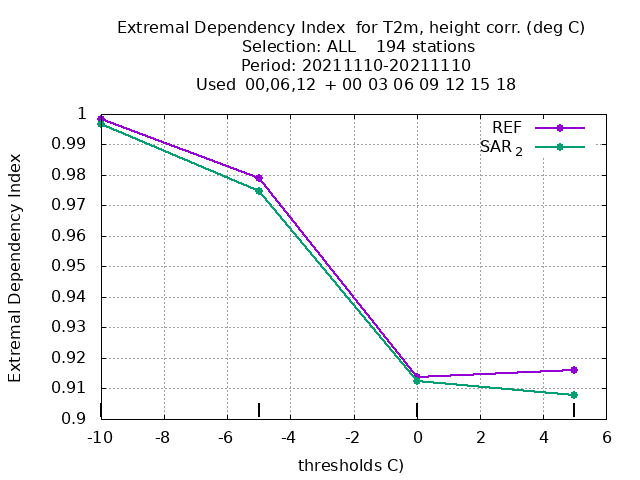 Extremal Dependency Index  for T2m, height corr. (deg C)
Selection: ALL    194 stations
Period: 20211110-20211110
Used  00,06,12  + 00 03 06 09 12 15 18
REF
SAR 2
1
0.99
0.98
0.97
0.96
0.95
0.94
0.93
0.92
0.91
0.9
Extremal Dependency Index
-10 -8 -6 -4 -2 0 2 4 6
thresholds C)